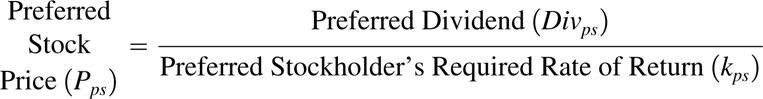 Preferred
Stock
Price (P_ps)
=
Preferred Dividend (Div_ps)
Preferred Stockholder’s Required Rate of Return (k_ps)